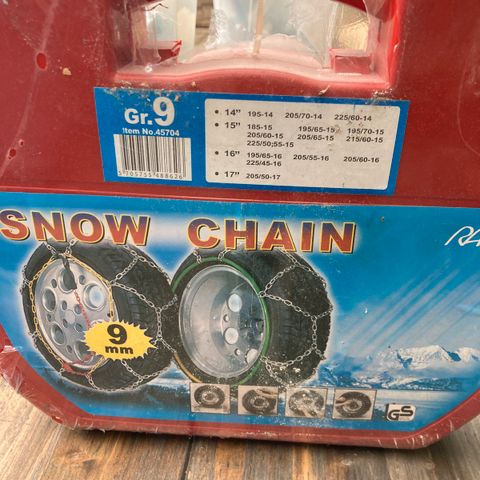 Gr.9
Item No.45704
5 705755 488626
• 14" 195-14 205/70-14 225/60-14
• 15" 185-15 195/65-15 195/70-15
205/60-15 205/65-15 215/60-15
225/50;55-15
• 16" 195/65-16 205/55-16 205/60-16
225/45-16
• 17" 205/50-17
SNOW CHAIN
9
mm
GS